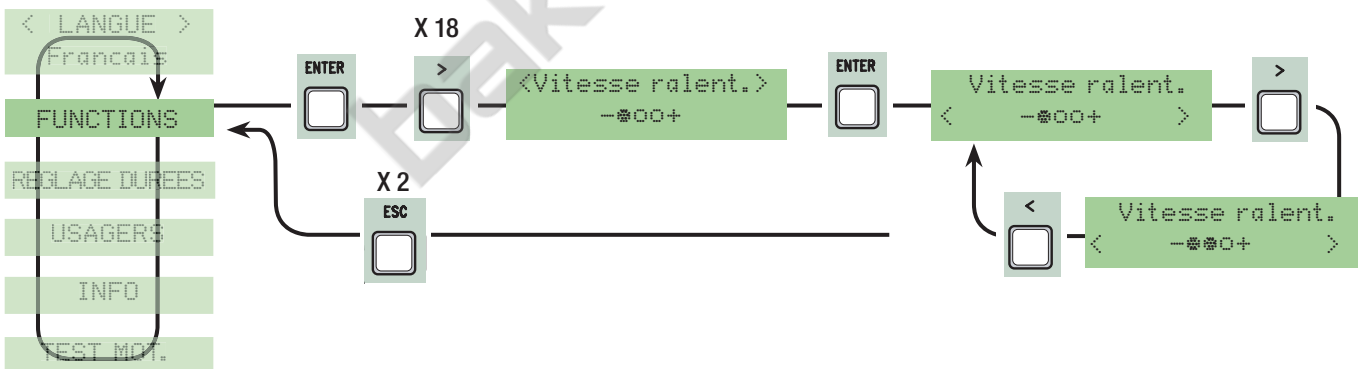 < LANGUE >
Francais
FUNCTIONS
REGLAGE DUREES
USAGERS
INFO
TEST MOT.
ENTER
X 18
>
<Vitesse ralent.>
-●○○+
ENTER
Vitesse ralent.
< -●○○+ >
>
X 2
ESC
<
Vitesse ralent.
< -●●○+ >
bak